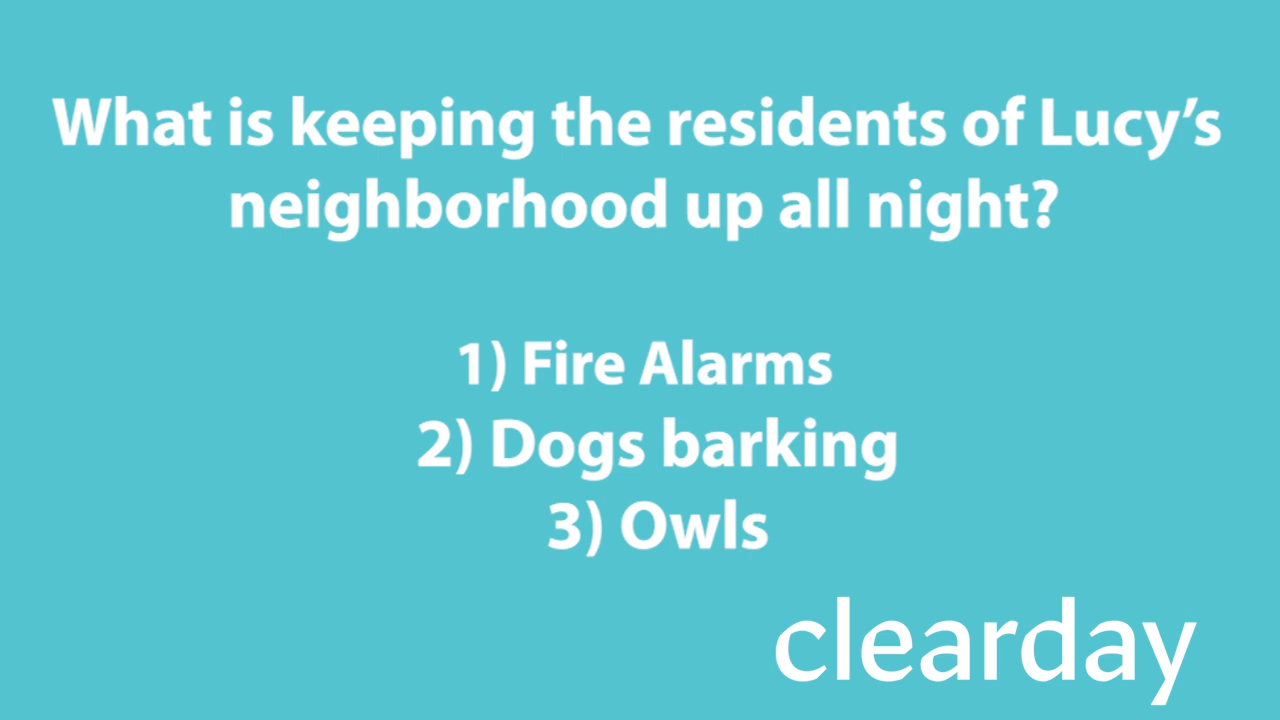 What is keeping the residents of Lucy’s
neighborhood up all night?
1) Fire Alarms
2) Dogs barking
3) Owls
clearday